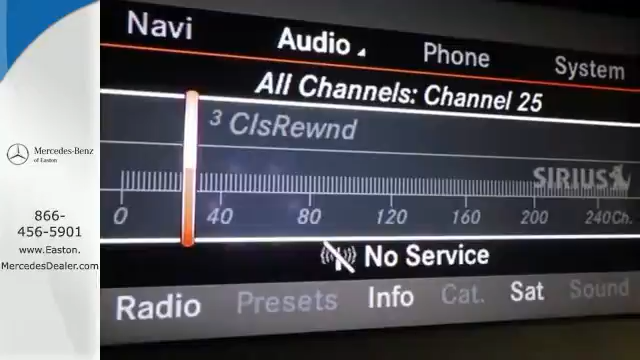 Navi Audio Phone System
All Channels: Channel 25
3 ClsRewnd
SIRIUS
0 40 80 120 160 200 240Ch.
No Service
Radio Presets Info Cat. Sat Sound
Mercedes-Benz
of Easton
866-
456-5901
www.Easton.
MercedesDealer.com